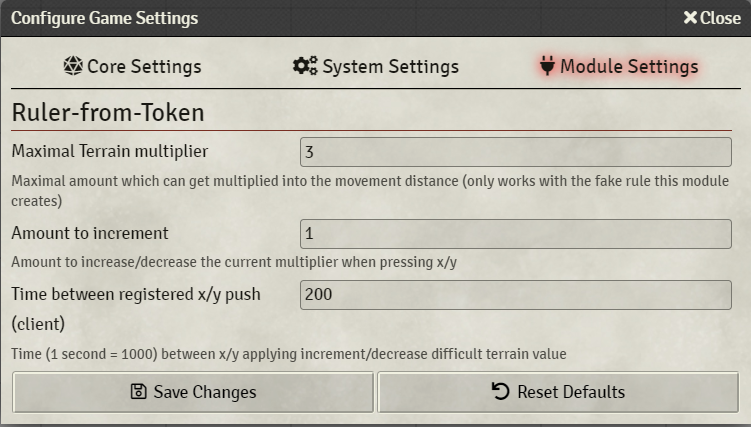 Configure Game Settings
Close
Core Settings
System Settings
Module Settings
Ruler-from-Token
Maximal Terrain multiplier
3
Maximal amount which can get multiplied into the movement distance (only works with the fake rule this module
creates)
Amount to increment
1
Amount to increase/decrease the current multiplier when pressing x/y
Time between registered x/y push
(client)
200
Time (1 second = 1000) between x/y applying increment/decrease difficult terrain value
Save Changes
Reset Defaults